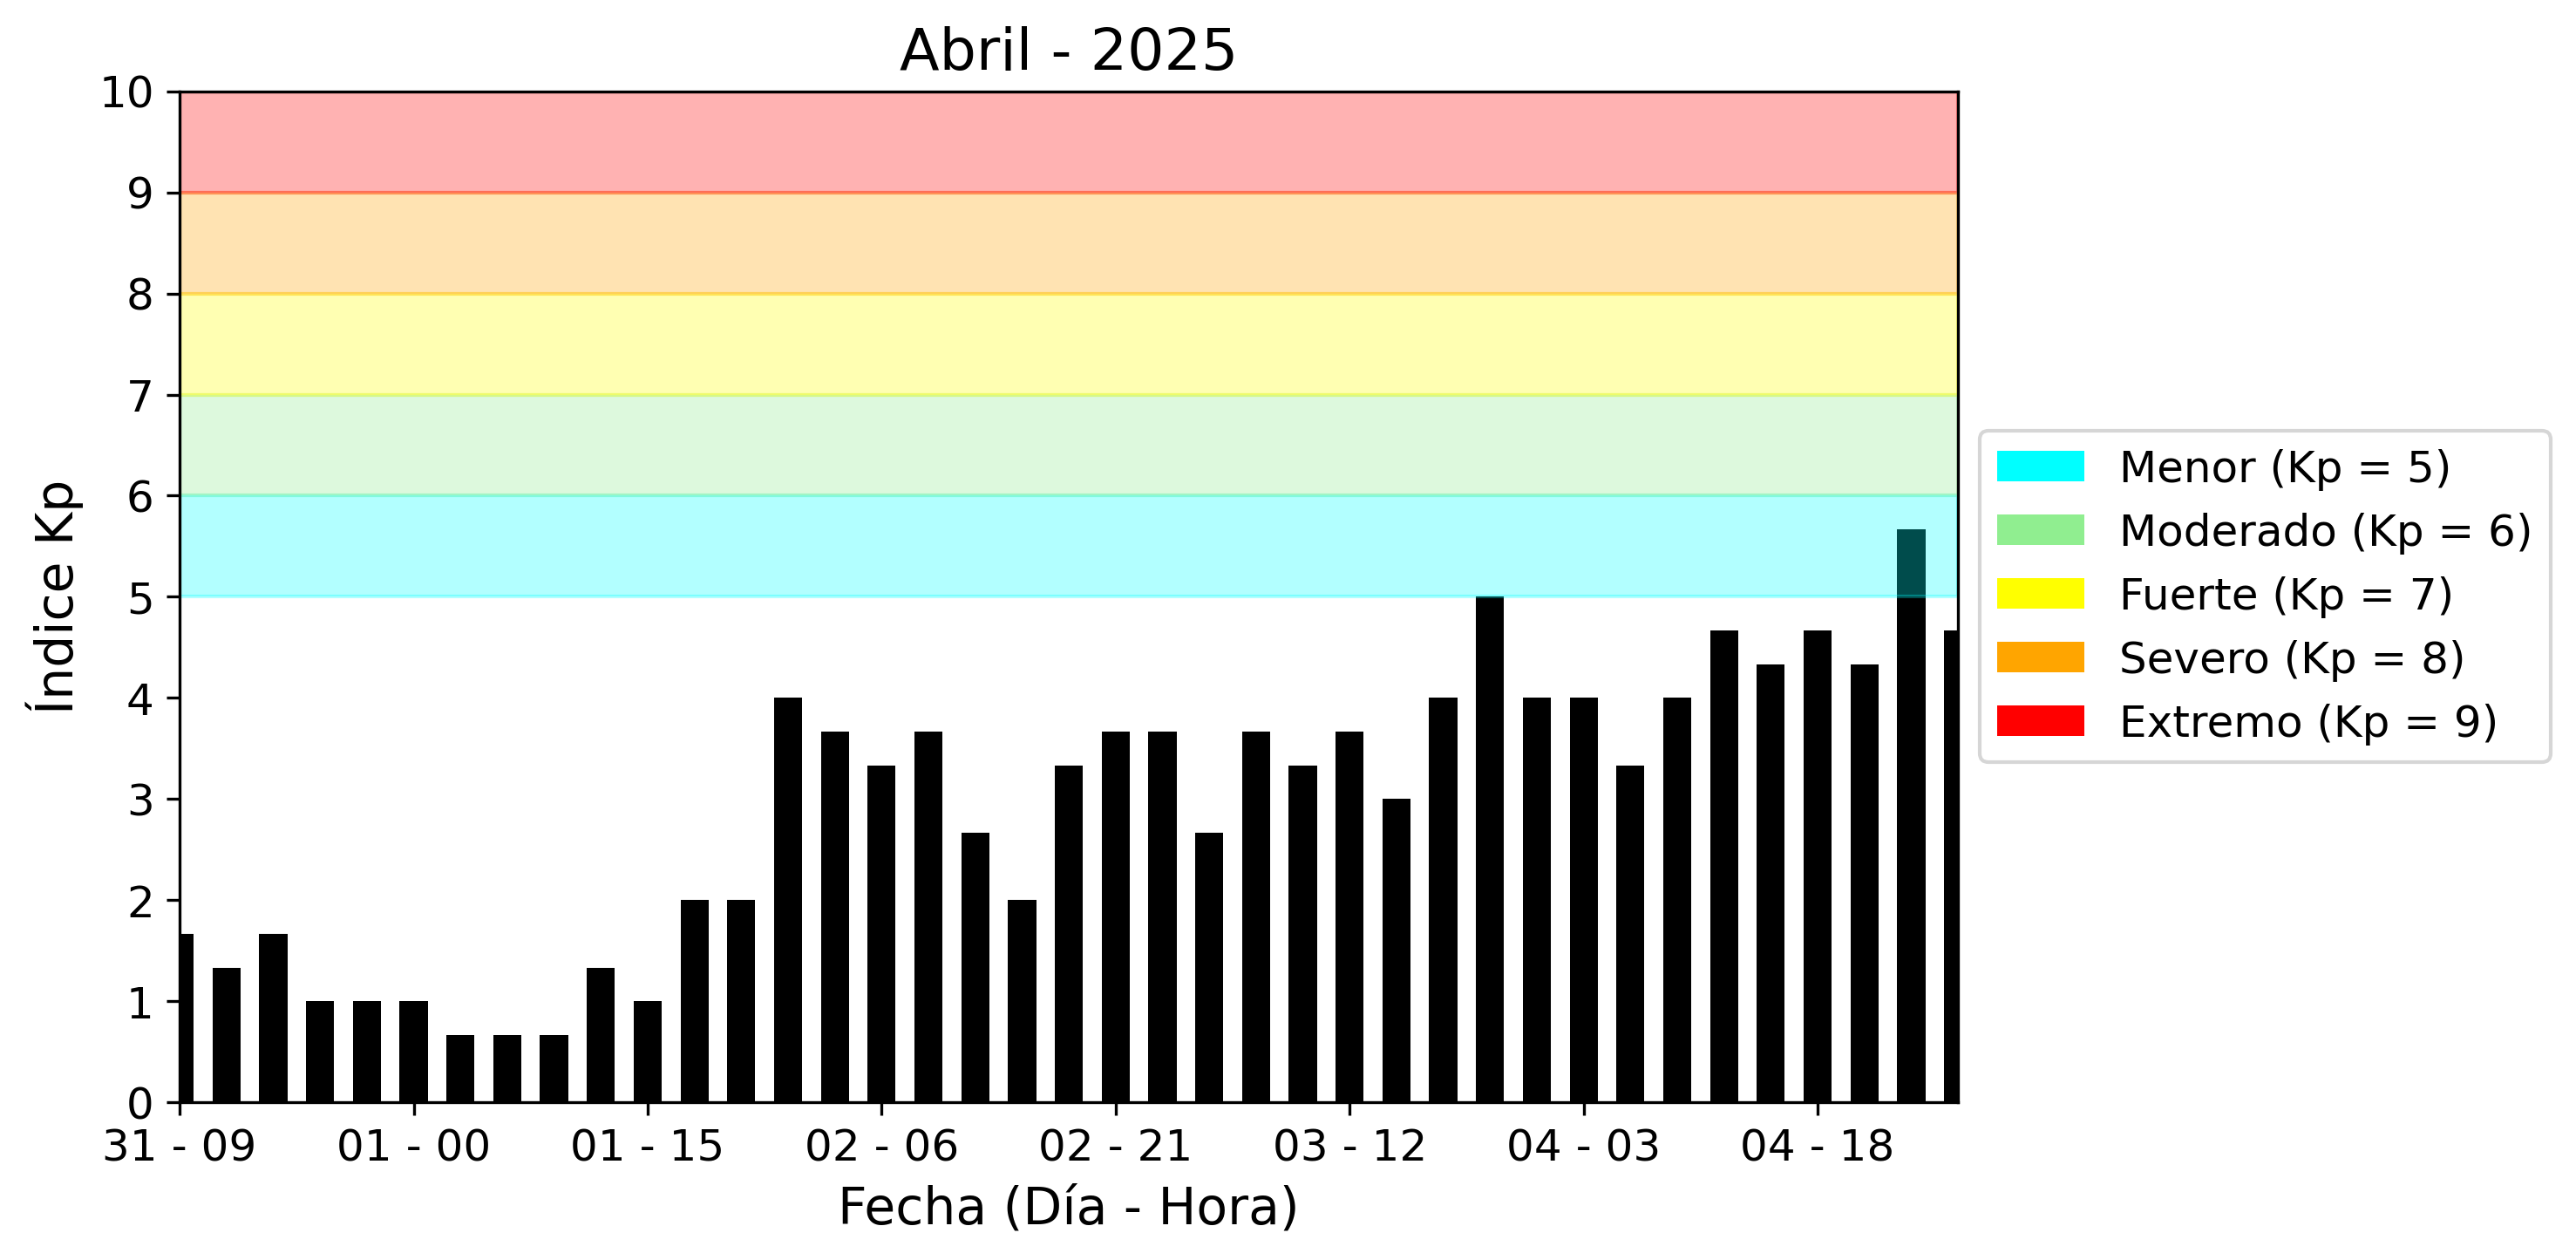 Abril - 2025
10
9
8
7
6
5
4
3
2
1
0
Índice Kp
31 - 09
01 - 00
01 - 15
02 - 06
02 - 21
03 - 12
04 - 03
04 - 18
Fecha (Día - Hora)
Menor (Kp = 5)
Moderado (Kp = 6)
Fuerte (Kp = 7)
Severo (Kp = 8)
Extremo (Kp = 9)